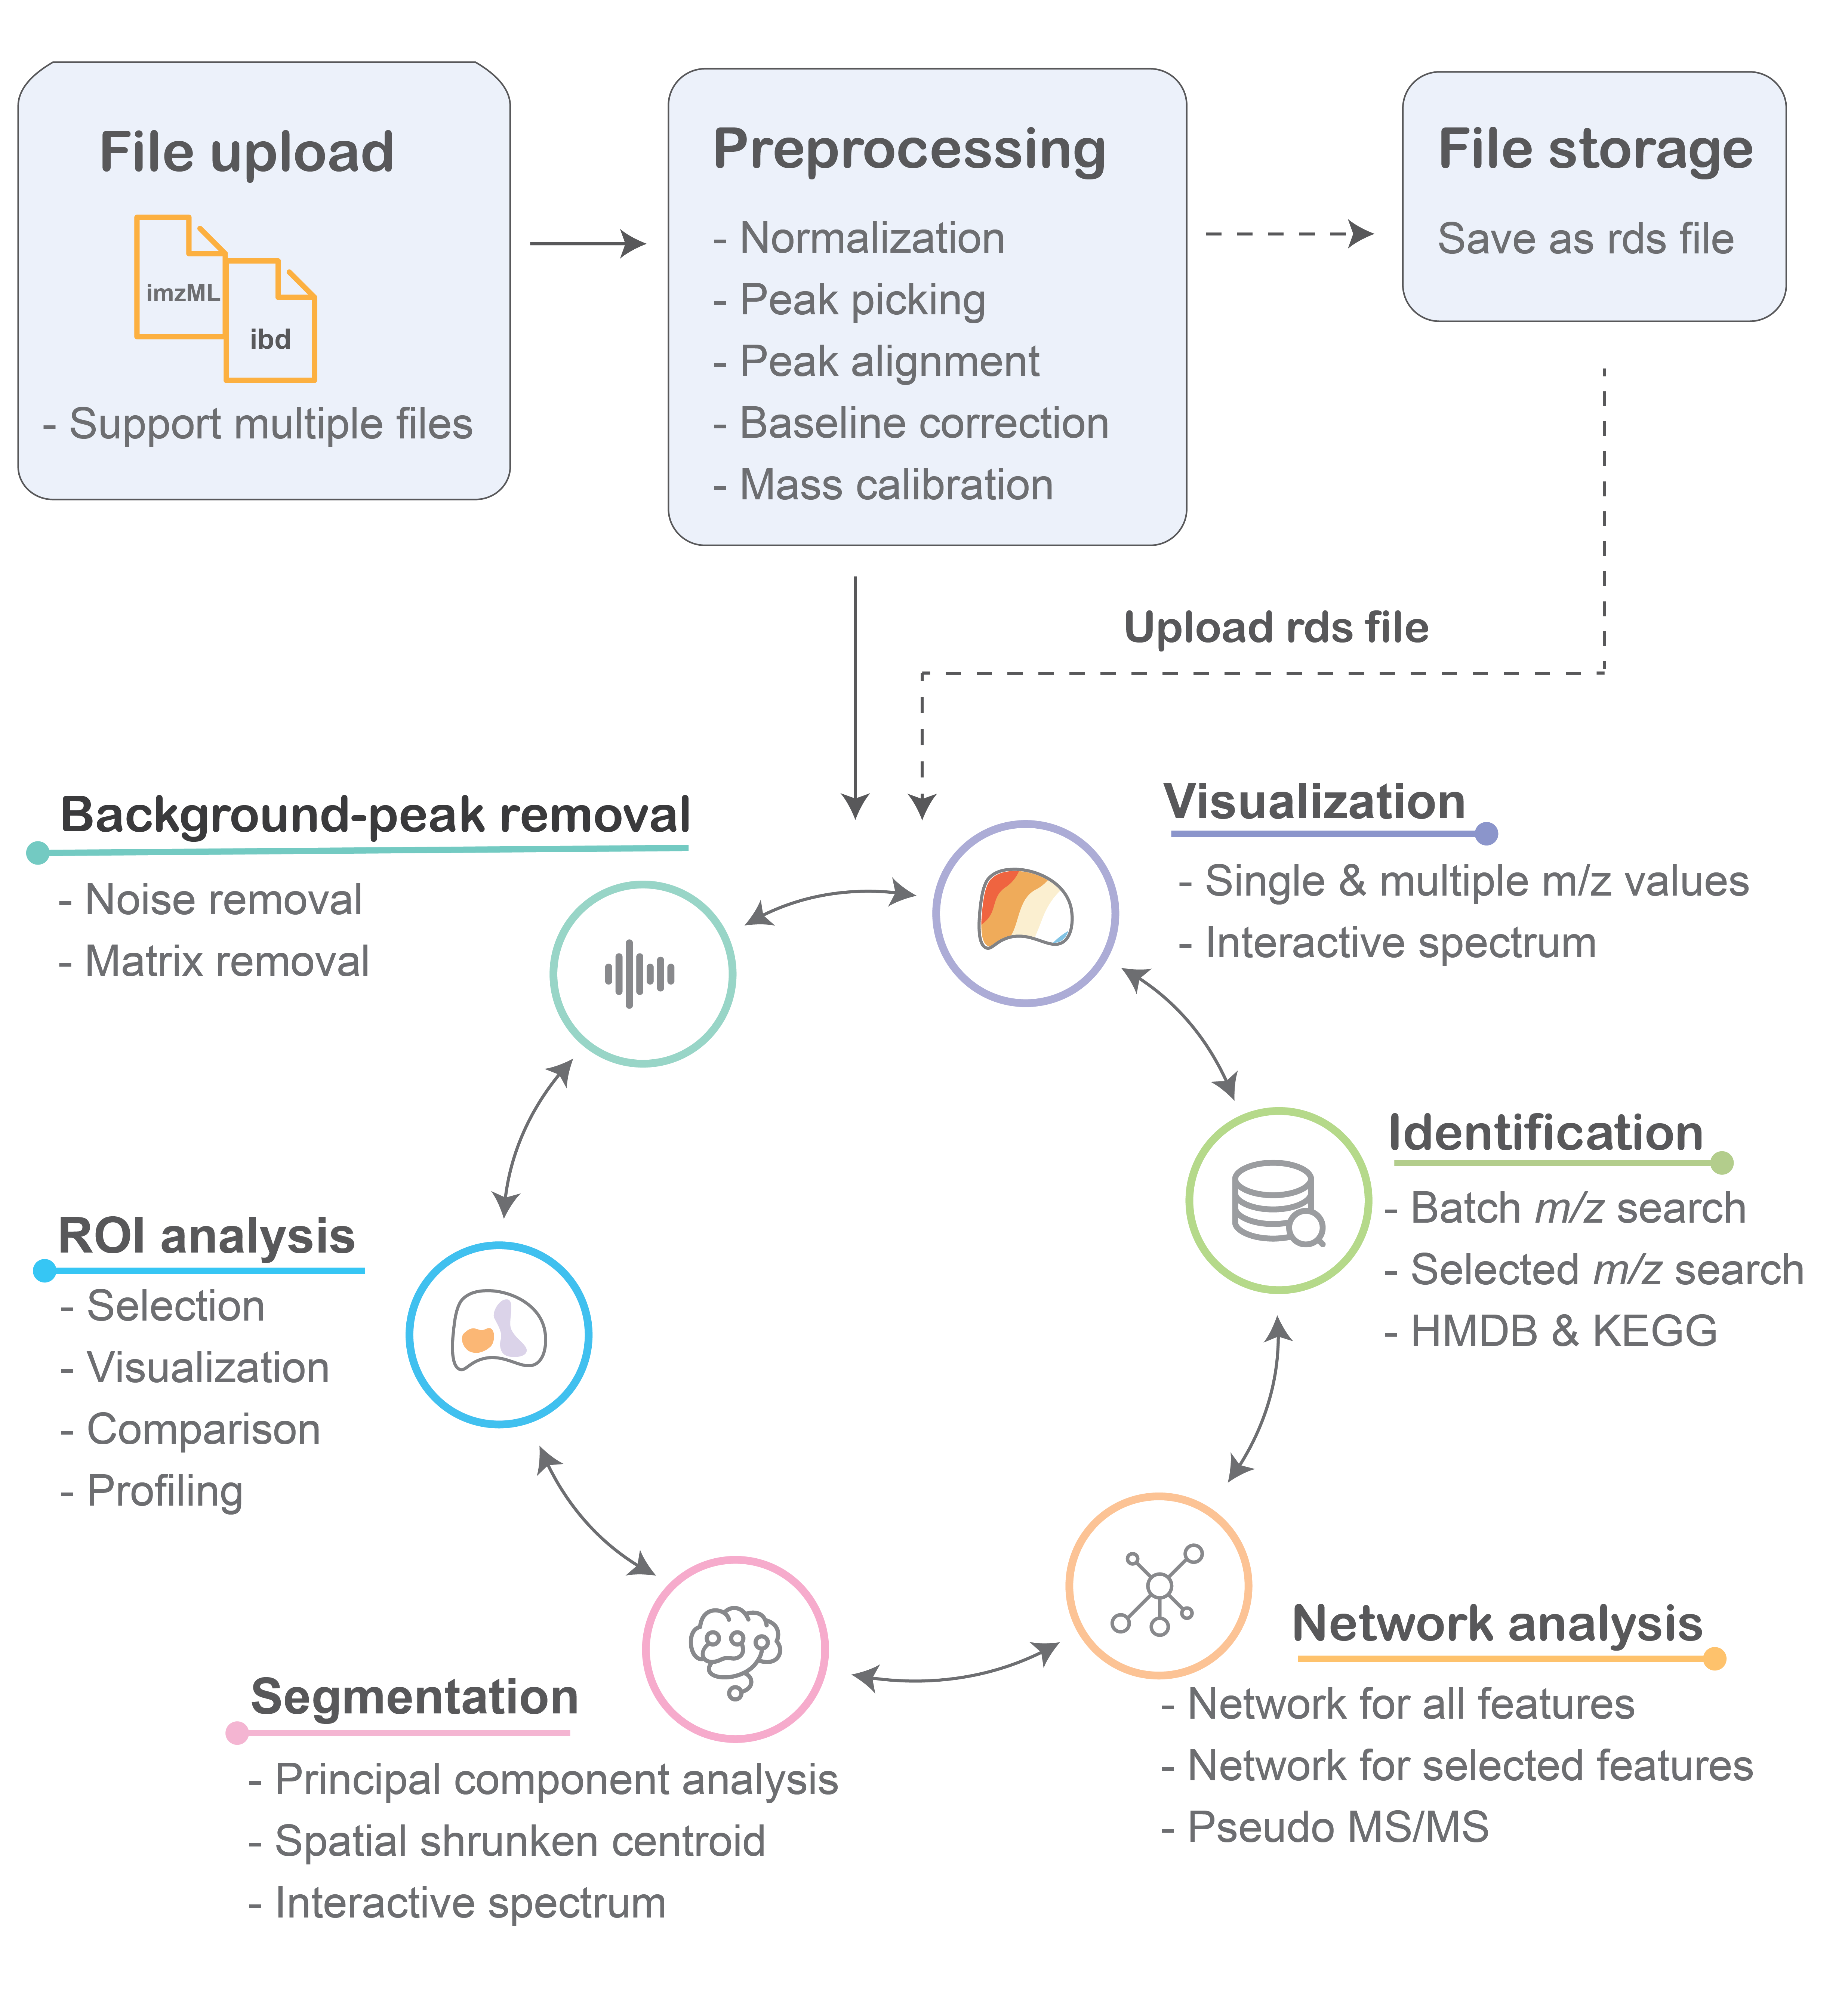 File upload
imzML
ibd
- Support multiple files
Preprocessing
- Normalization
- Peak picking
- Peak alignment
- Baseline correction
- Mass calibration
File storage
Save as rds file
Upload rds file
Background-peak removal
- Noise removal
- Matrix removal
Visualization
- Single & multiple m/z values
- Interactive spectrum
Identification
- Batch m/z search
- Selected m/z search
- HMDB & KEGG
ROI analysis
- Selection
- Visualization
- Comparison
- Profiling
Network analysis
- Network for all features
- Network for selected features
- Pseudo MS/MS
Segmentation
- Principal component analysis
- Spatial shrunken centroid
- Interactive spectrum